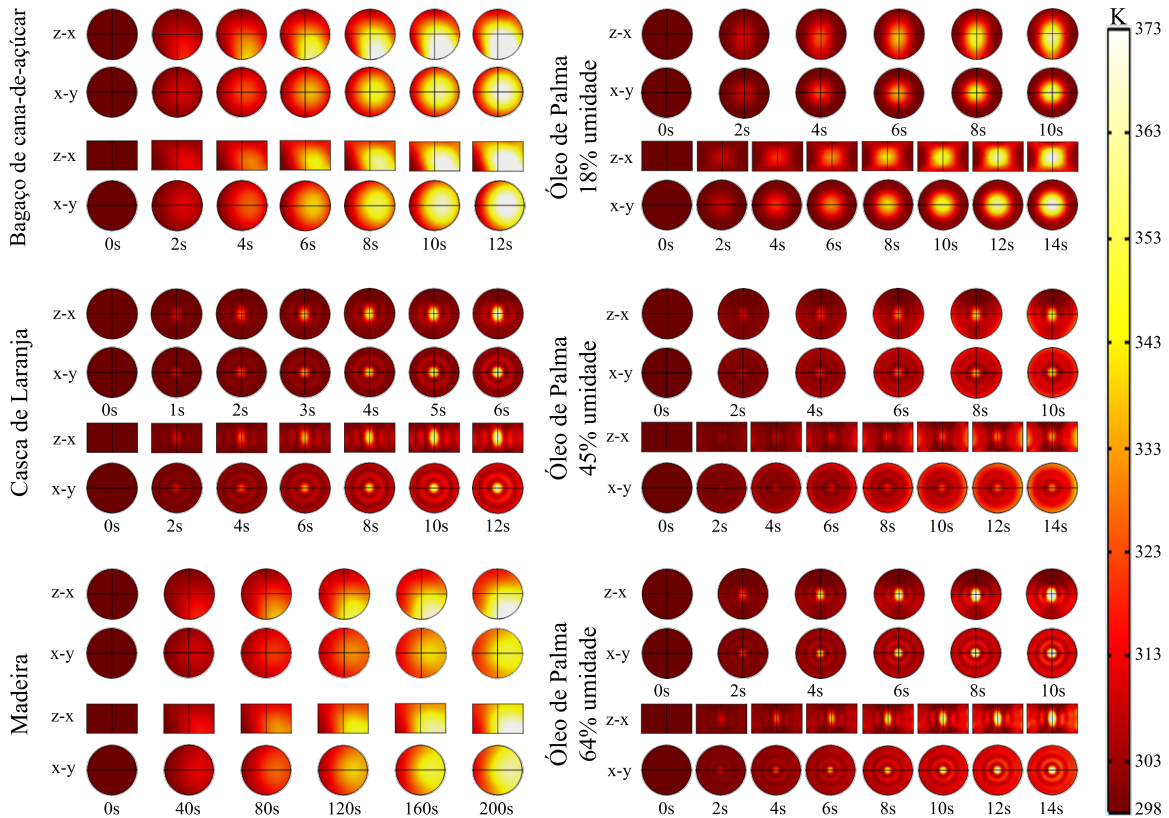 Bagaço de cana-de-açúcar
z-x
x-y
z-x
x-y
0s 2s 4s 6s 8s 10s 12s
Casca de Laranja
z-x
x-y
0s 1s 2s 3s 4s 5s 6s
z-x
x-y
0s 2s 4s 6s 8s 10s 12s
Madeira
z-x
x-y
z-x
x-y
0s 40s 80s 120s 160s 200s
Óleo de Palma
18% umidade
z-x
x-y
0s 2s 4s 6s 8s 10s
z-x
x-y
0s 2s 4s 6s 8s 10s 12s 14s
Óleo de Palma
45% umidade
z-x
x-y
0s 2s 4s 6s 8s 10s
z-x
x-y
0s 2s 4s 6s 8s 10s 12s 14s
Óleo de Palma
64% umidade
z-x
x-y
0s 2s 4s 6s 8s 10s
z-x
x-y
0s 2s 4s 6s 8s 10s 12s 14s
K
373
363
353
343
333
323
313
303
298